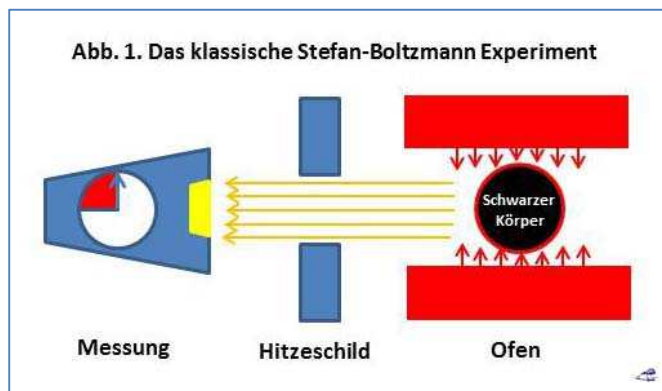 Abb. 1. Das klassische Stefan-Boltzmann Experiment
Schwarzer
Körper
Messung
Hitzeschild
Ofen